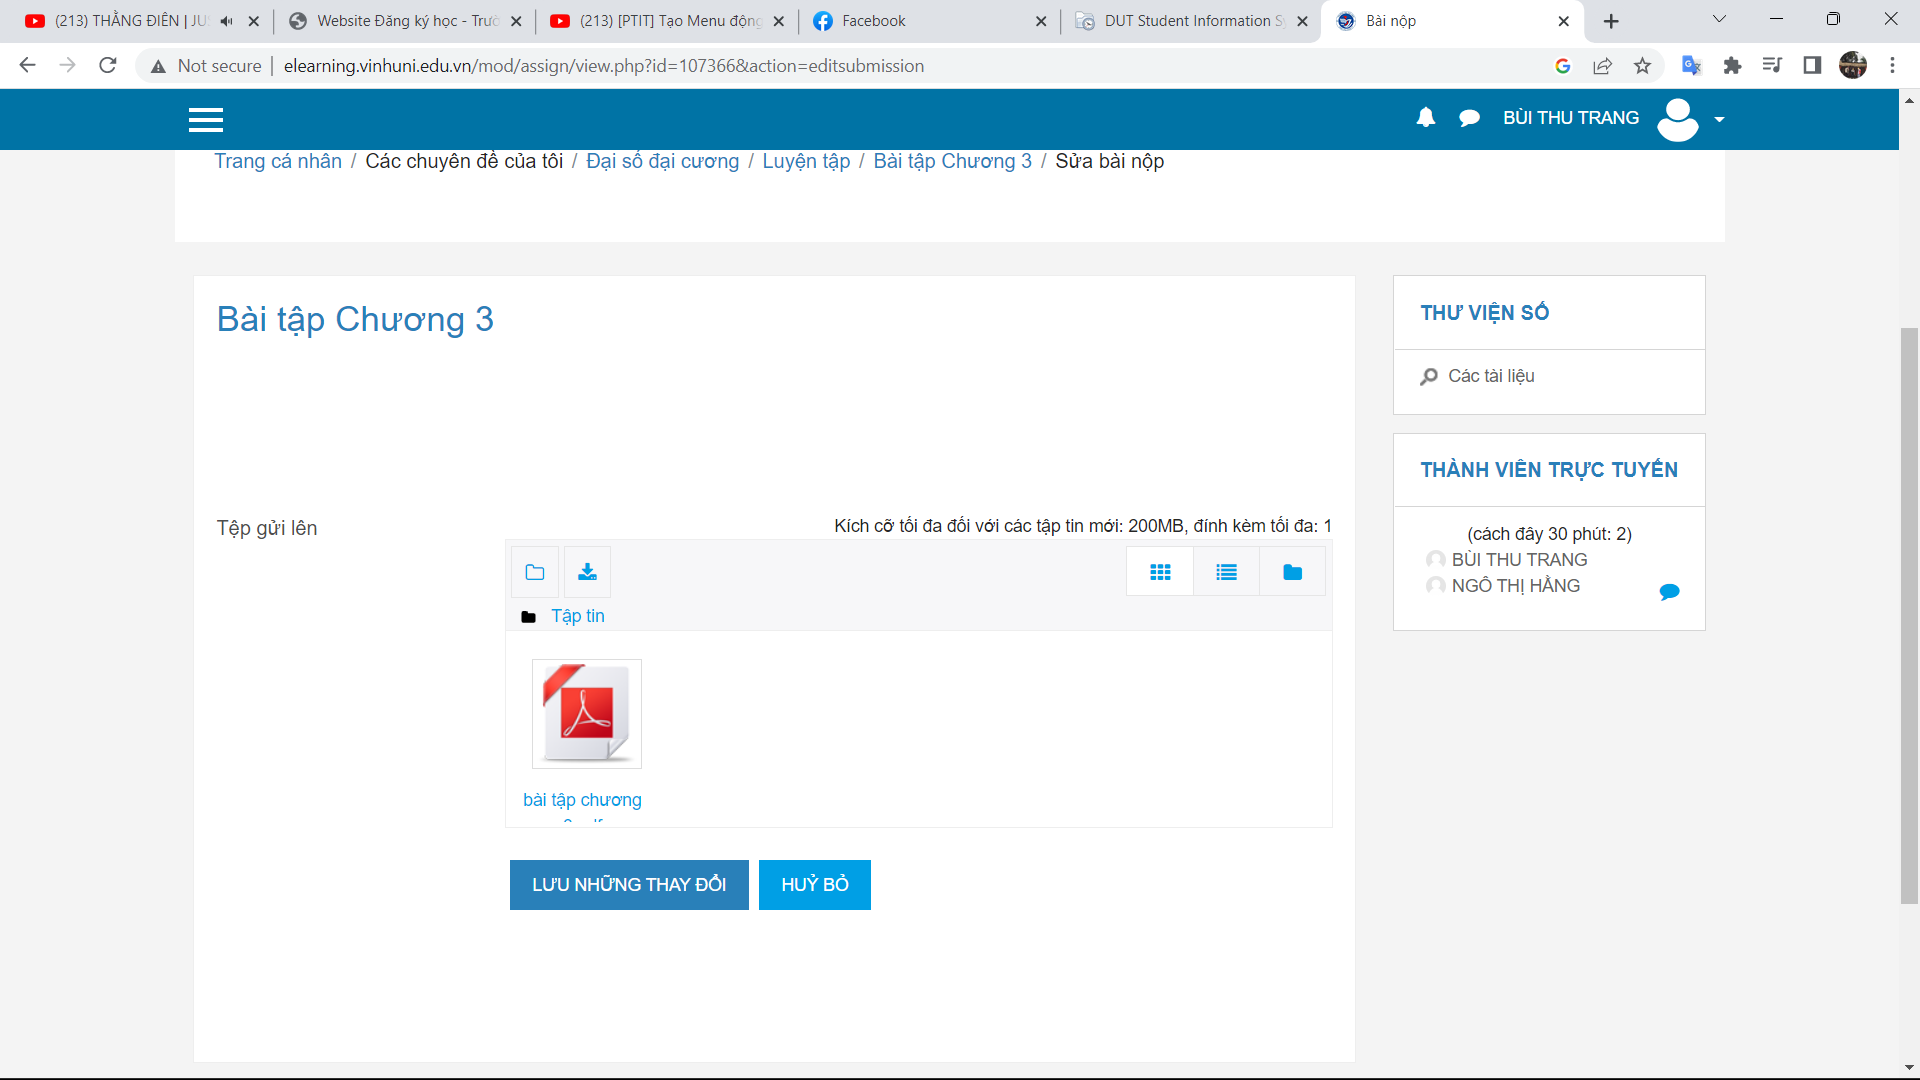 (213) THẰNG ĐIÊN | JU
Website Đăng ký học - Trườ
(213) [PTIT] Tạo Menu động
Facebook
DUT Student Information S
Bài nộp
Not secure
elearning.vinhuni.edu.vn/mod/assign/view.php?id=107366&action=editsubmission
BÙI THU TRANG
Trang cá nhân / Các chuyên đề của tôi / Đại số đại cương / Luyện tập / Bài tập Chương 3 / Sửa bài nộp
Bài tập Chương 3
THƯ VIỆN SỐ
Các tài liệu
THÀNH VIÊN TRỰC TUYẾN
(cách đây 30 phút: 2)
BÙI THU TRANG
NGÔ THỊ HẰNG
Tệp gửi lên
Kích cỡ tối đa đối với các tập tin mới: 200MB, đính kèm tối đa: 1
Tập tin
bài tập chương
LƯU NHỮNG THAY ĐỔI
HUỶ BỎ